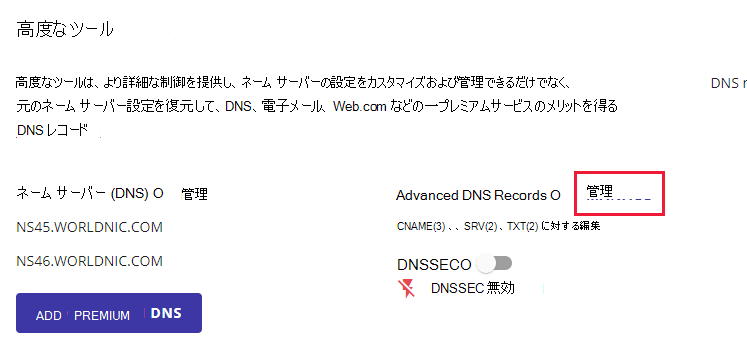 高度なツール
高度なツールは、より詳細な制御を提供し、ネーム サーバーの設定をカスタマイズおよび管理できるだけでなく、
DNS r
元のネーム サーバー設定を復元して、DNS、電子メール、Web.com などの一プレミアムサービスのメリットを得る
DNS レコード
ネーム サーバー (DNS) O 管理
Advanced DNS Records O 管理
NS45.WORLDNIC.COM
CNAME(3) 、、SRV(2) 、TXT(2) に対する編集
NS46.WORLDNIC.COM
DNSSECO
DNSSEC 無効
ADD PREMIUM DNS